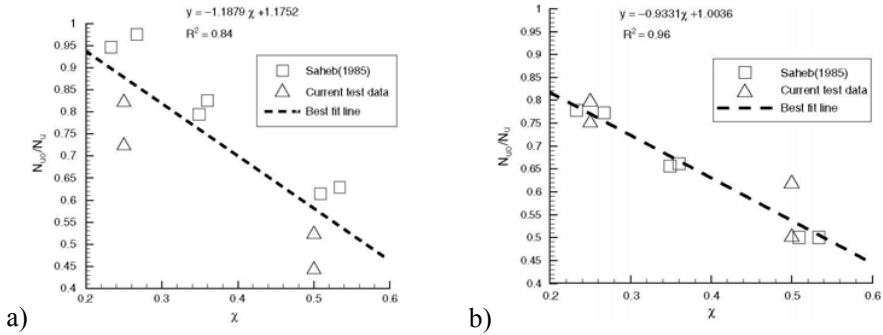 y = –1.1879 χ +1.1752
R² = 0.84
1
0.95
0.9
0.85
0.8
0.75
0.7
0.65
0.6
0.55
0.5
0.45
0.4
Nuo/Nu
Saheb(1985)
Current test data
Best fit line
0.2 0.3 0.4 0.5 0.6
χ
a)
y = –0.9331χ +1.0036
R² = 0.96
1
0.95
0.9
0.85
0.8
0.75
0.7
0.65
0.6
0.55
0.5
0.45
0.4
Nuo/Nu
Saheb(1985)
Current test data
Best fit line
0.2 0.3 0.4 0.5 0.6
χ
b)